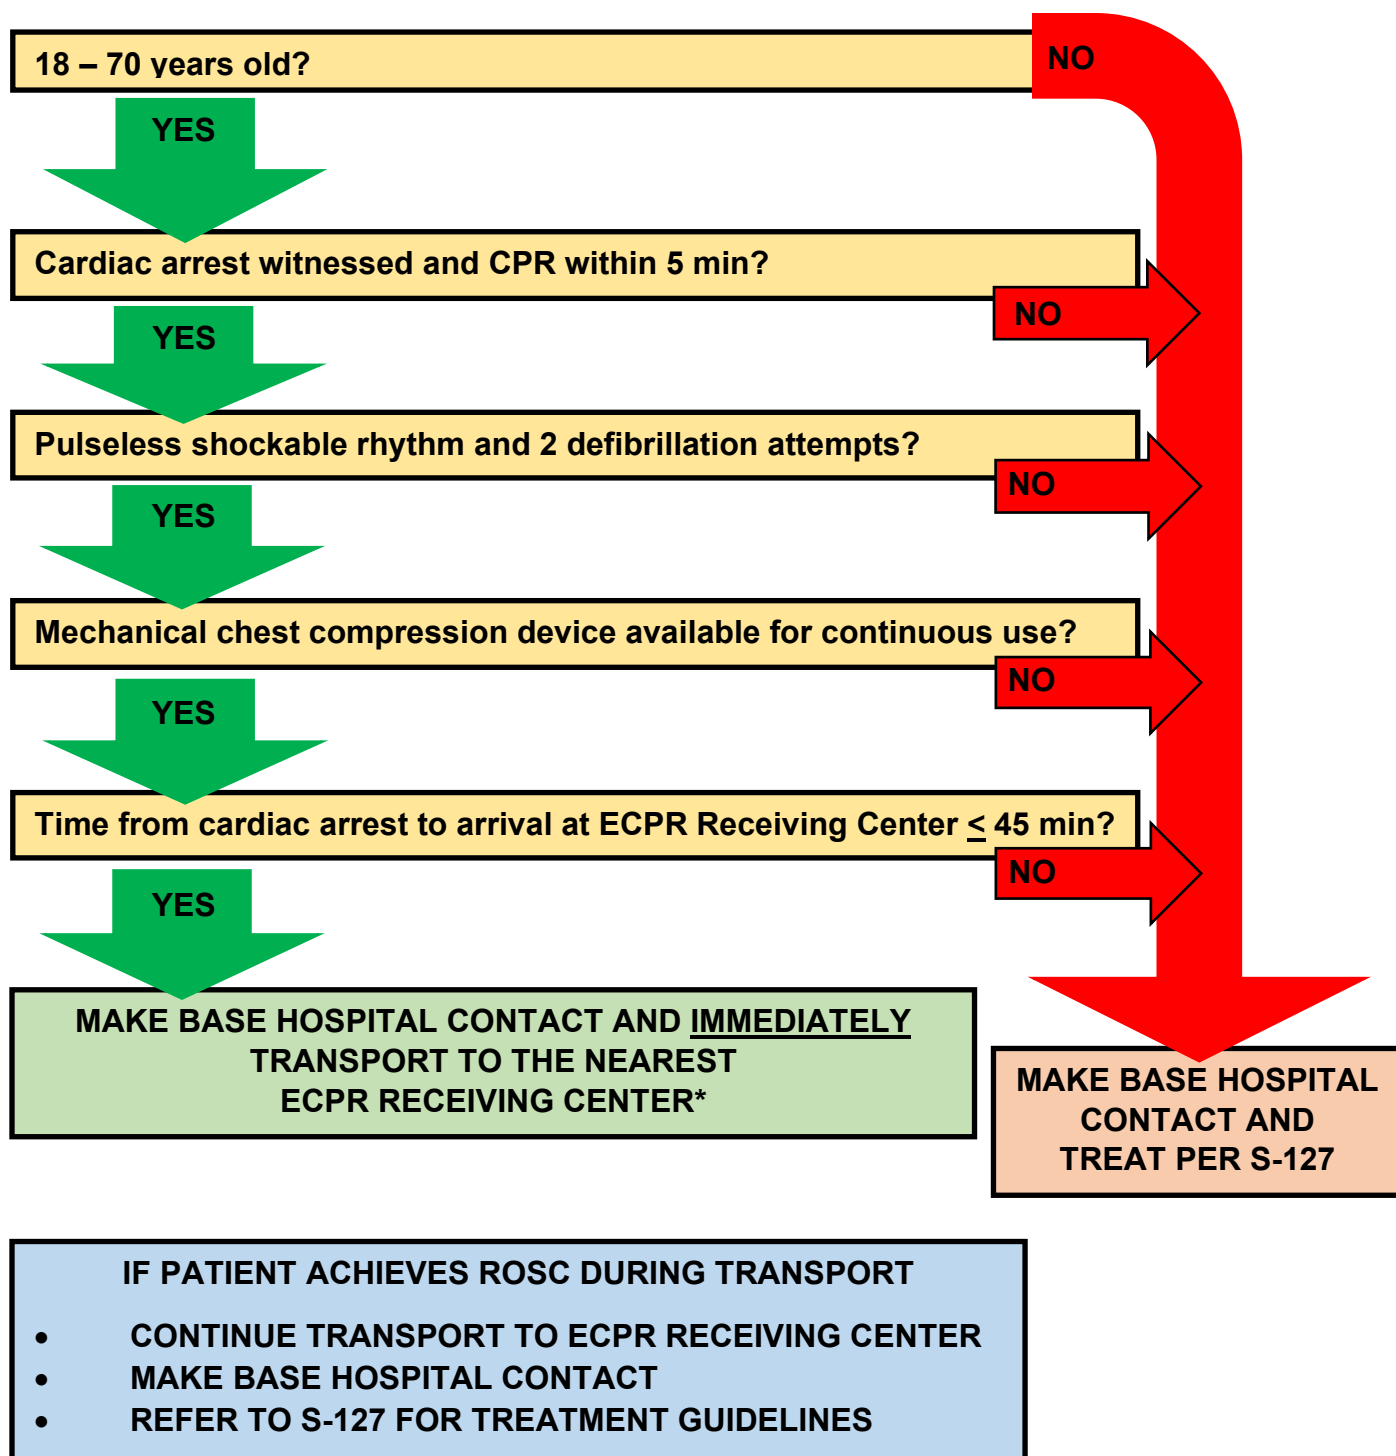 18 – 70 years old?
NO
YES
Cardiac arrest witnessed and CPR within 5 min?
NO
YES
Pulseless shockable rhythm and 2 defibrillation attempts?
NO
YES
Mechanical chest compression device available for continuous use?
NO
YES
Time from cardiac arrest to arrival at ECPR Receiving Center ≤ 45 min?
NO
YES
MAKE BASE HOSPITAL CONTACT AND IMMEDIATELY
TRANSPORT TO THE NEAREST
ECPR RECEIVING CENTER*
MAKE BASE HOSPITAL
CONTACT AND
TREAT PER S-127
IF PATIENT ACHIEVES ROSC DURING TRANSPORT
• CONTINUE TRANSPORT TO ECPR RECEIVING CENTER
• MAKE BASE HOSPITAL CONTACT
• REFER TO S-127 FOR TREATMENT GUIDELINES